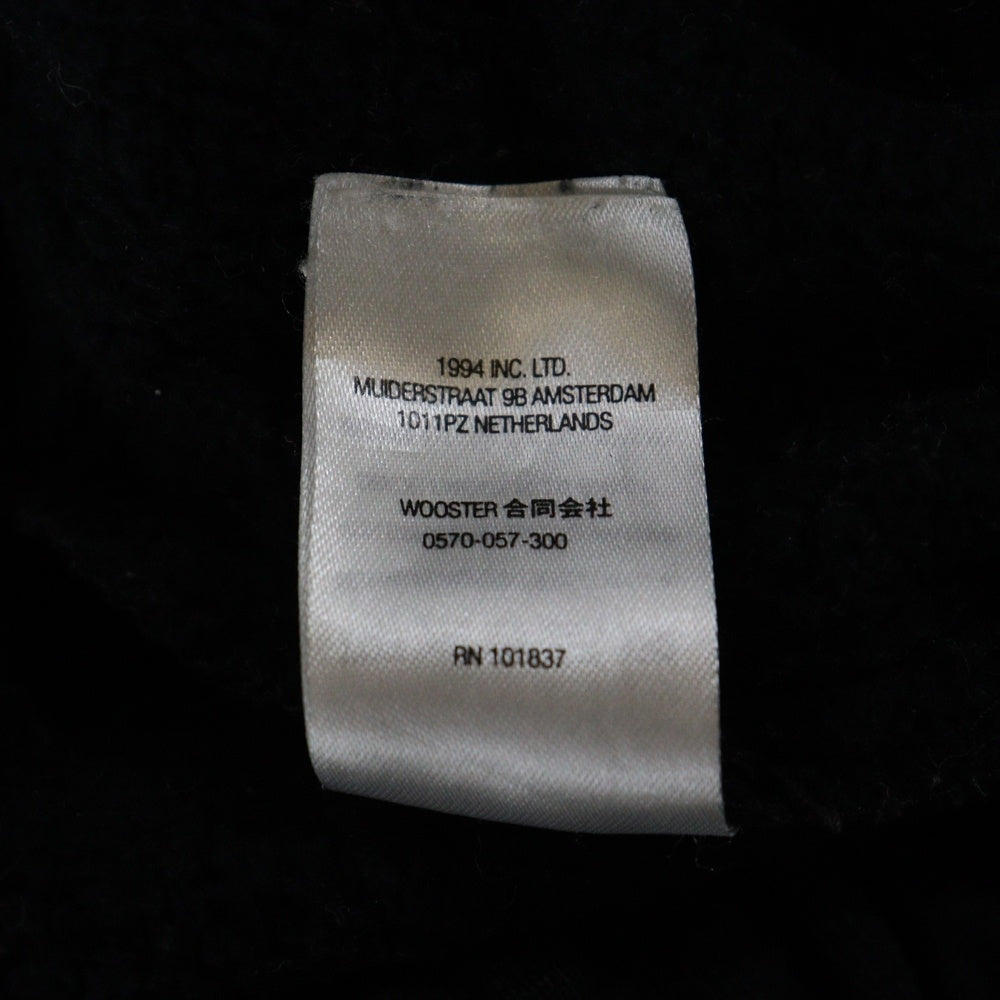 1994 INC. LTD.
MUIDERSTRAAT 9B AMSTERDAM
1011PZ NETHERLANDS
WOOSTER 合同会社
0570-057-300
RN 101837